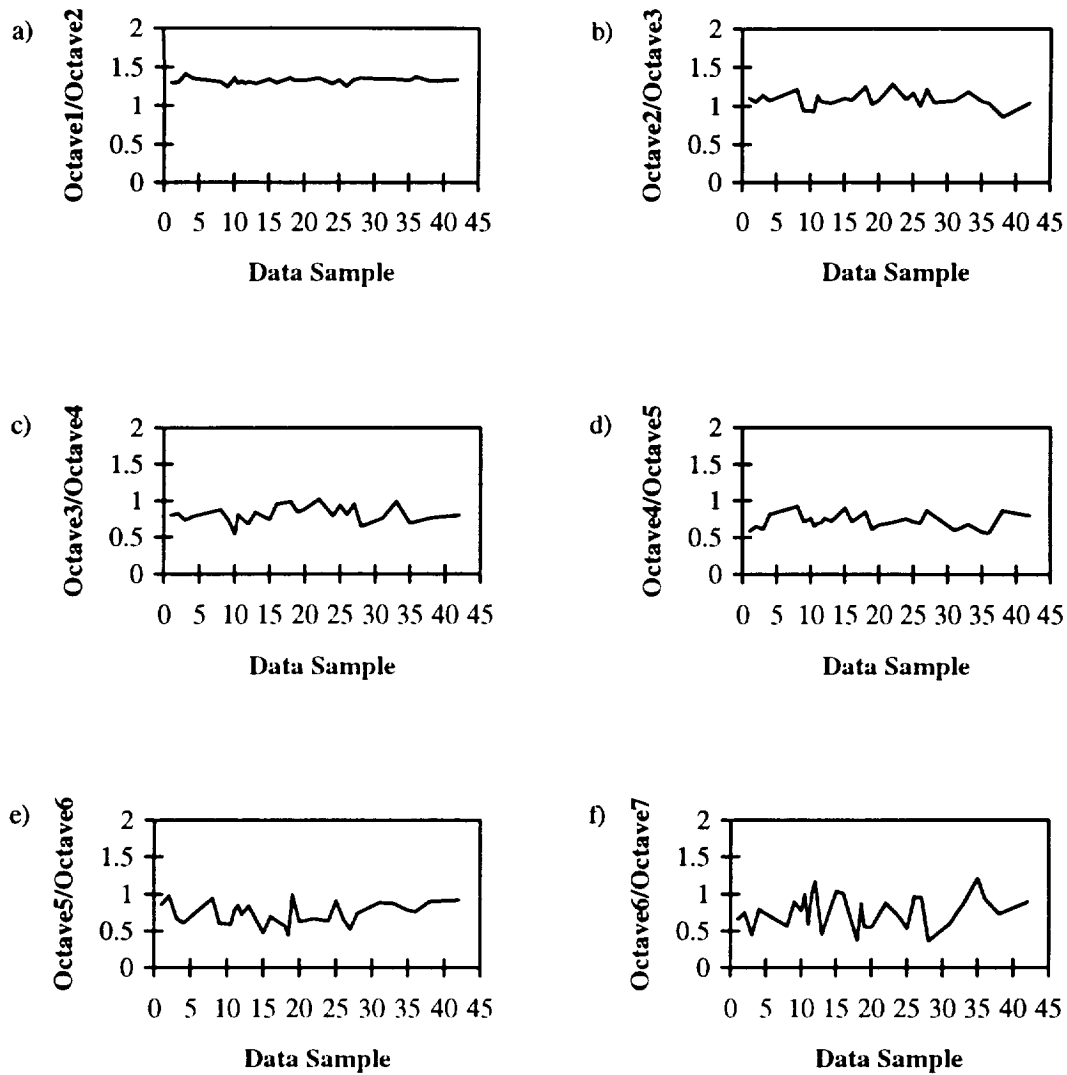 a)
Octave1/Octave2
2
1.5
1
0.5
0
0 5 10 15 20 25 30 35 40 45
Data Sample
b)
Octave2/Octave3
2
1.5
1
0.5
0
0 5 10 15 20 25 30 35 40 45
Data Sample
c)
Octave3/Octave4
2
1.5
1
0.5
0
0 5 10 15 20 25 30 35 40 45
Data Sample
d)
Octave4/Octave5
2
1.5
1
0.5
0
0 5 10 15 20 25 30 35 40 45
Data Sample
e)
Octave5/Octave6
2
1.5
1
0.5
0
0 5 10 15 20 25 30 35 40 45
Data Sample
f)
Octave6/Octave7
2
1.5
1
0.5
0
0 5 10 15 20 25 30 35 40 45
Data Sample